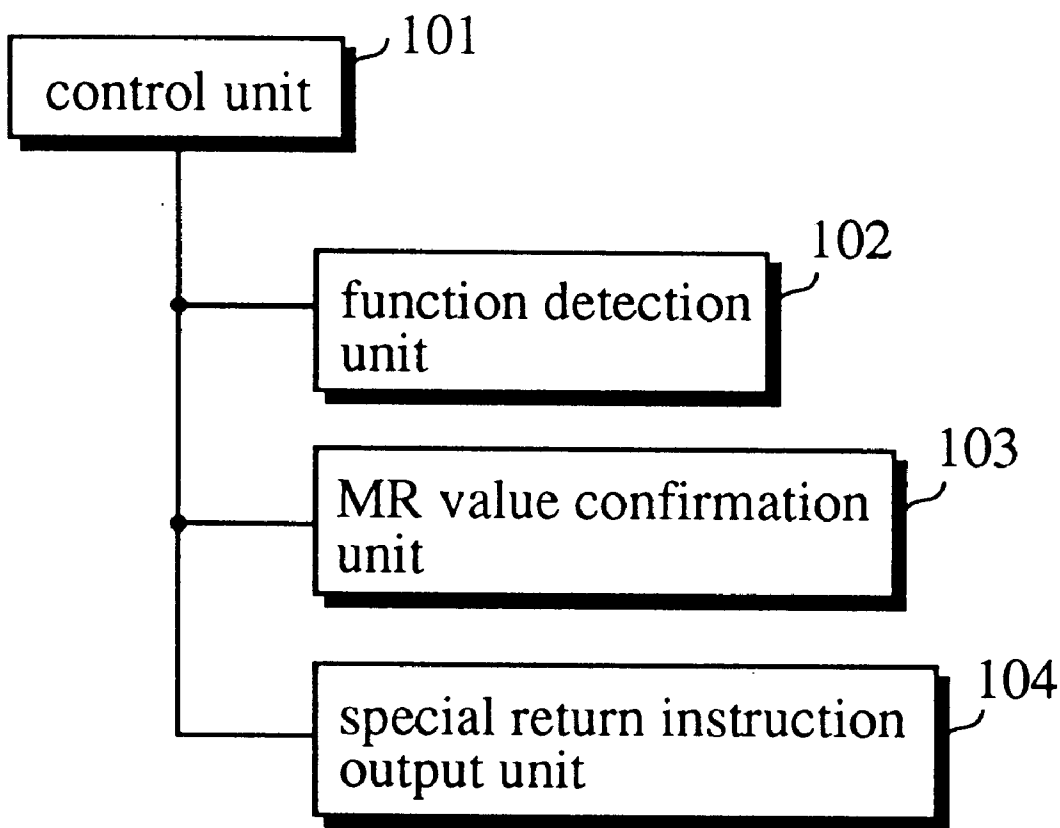 101
control unit
102
function detection
unit
103
MR value confirmation
unit
104
special return instruction
output unit